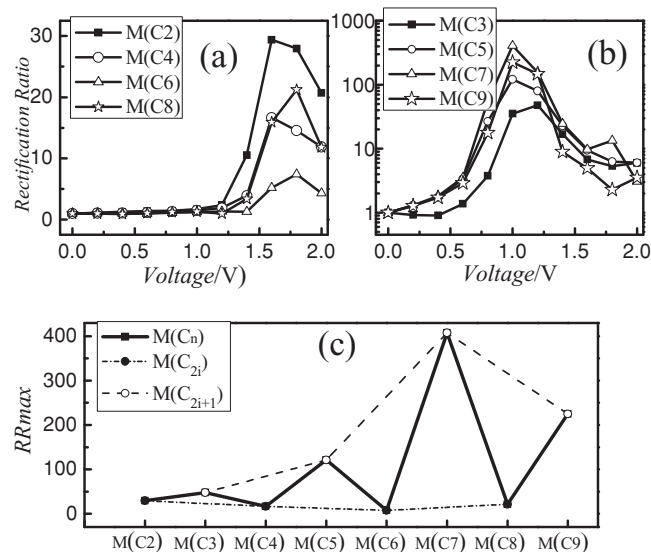 (a)
M(C2)
M(C4)
M(C6)
M(C8)
30
20
10
0
Rectification Ratio
0.0 0.5 1.0 1.5 2.0
Voltage/V)
(b)
M(C3)
M(C5)
M(C7)
M(C9)
1000
100
10
1
0.0 0.5 1.0 1.5 2.0
Voltage/V
(c)
M(Cn)
M(C2i)
M(C2i+1)
400
300
200
100
0
RRmax
M(C2) M(C3) M(C4) M(C5) M(C6) M(C7) M(C8) M(C9)